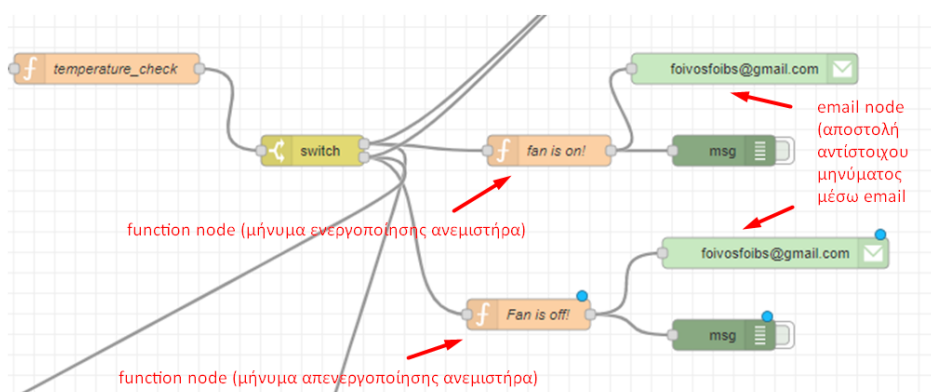 temperature_check
switch
fan is on!
foivosfoibs@gmail.com
msg
email node
(αποστολή
αντίστοιχου
μηνύματος
μέσω email
function node (μήνυμα ενεργοποίησης ανεμιστήρα)
foivosfoibs@gmail.com
Fan is off!
msg
function node (μήνυμα απενεργοποίησης ανεμιστήρα)